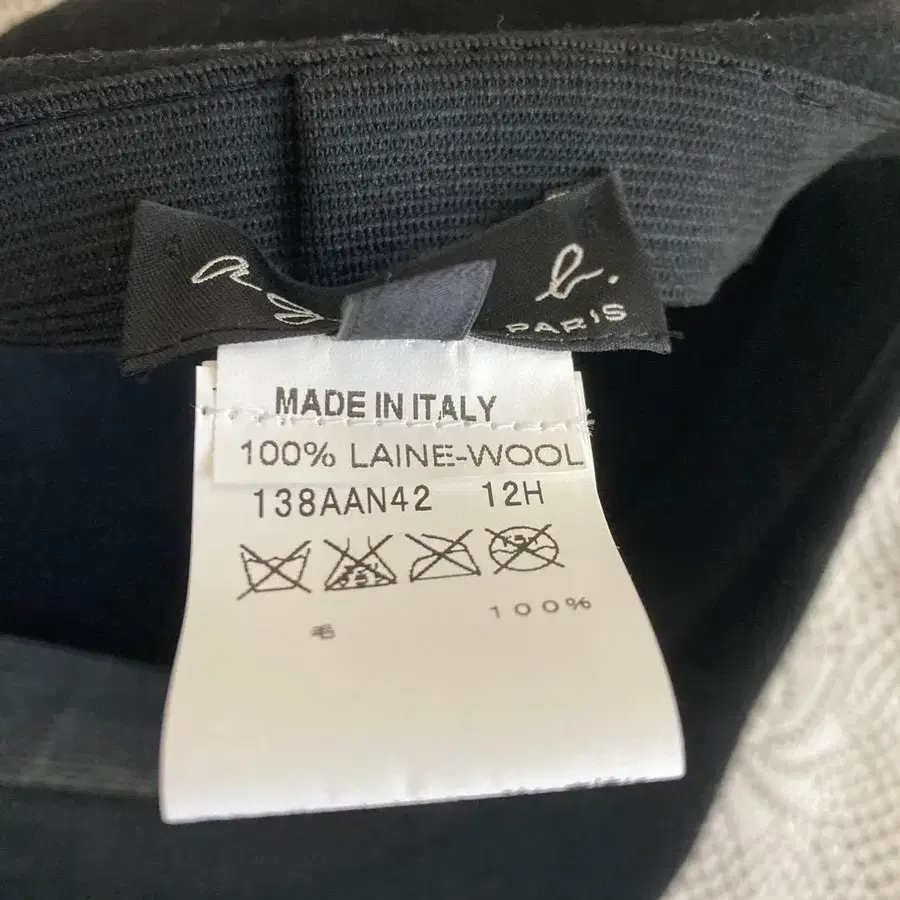 b.
PARIS
MADE IN ITALY
100% LAINE-WOOL
138AAN42 12H
毛
100%